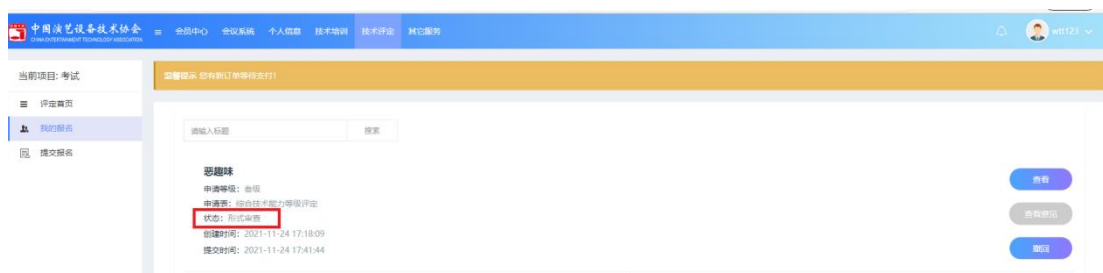 中国演艺设备技术协会
CHINA ENTERTAINMENT TECHNOLOGY ASSOCIATION
会员中心 会议系统 个人信息 技术培训 技术评定 其它服务
wtt123
当前项目: 考试
温馨提示 您有新订单等待支付!
评定首页
我的报名
提交报名
请输入标题 搜索
恶趣味
申请等级: 叁级
申请表: 综合技术能力等级评定
状态: 形式审查
创建时间: 2021-11-24 17:18:09
提交时间: 2021-11-24 17:41:44
查看
查看意见
撤回